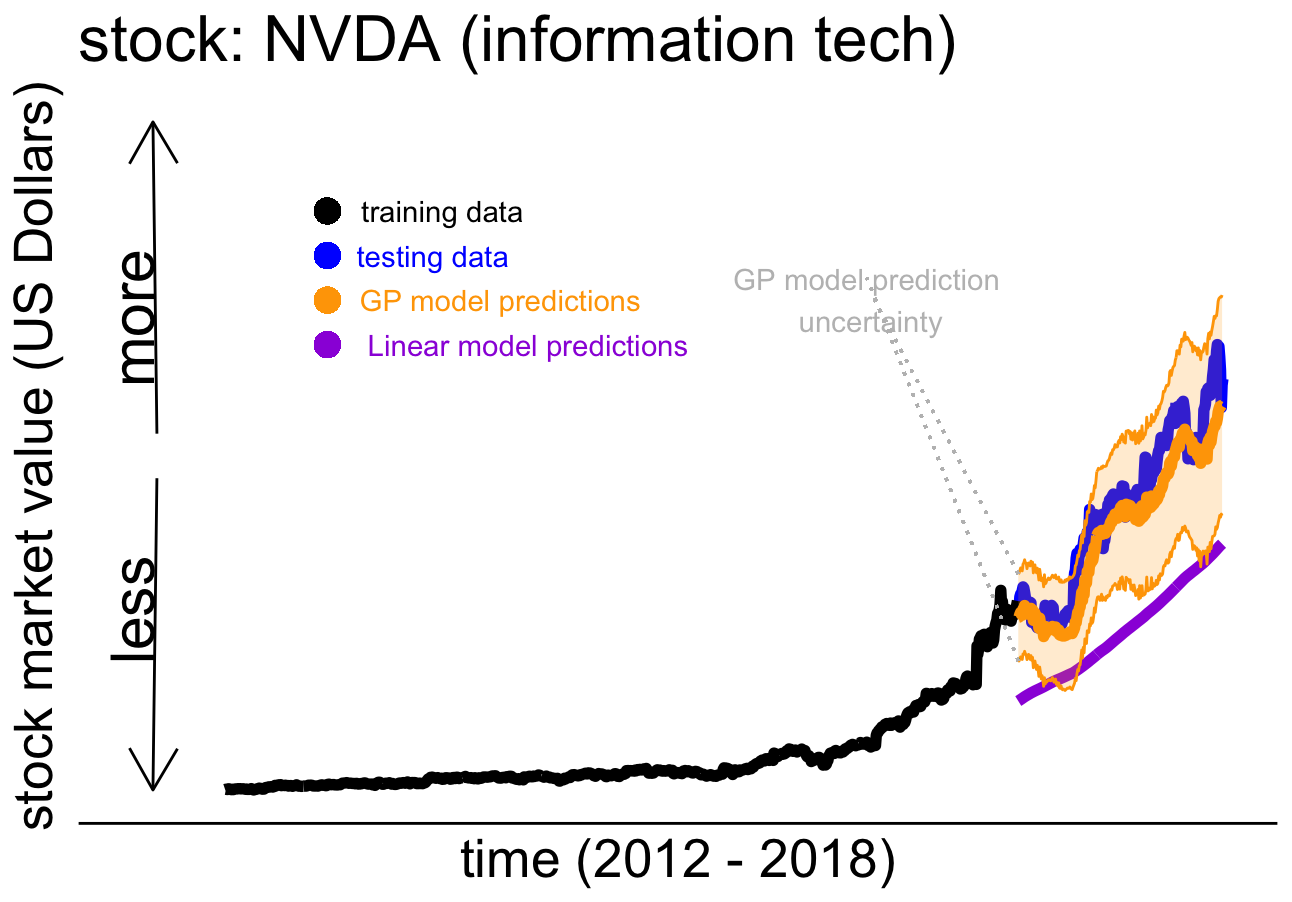 stock: NVDA (information tech)
stock market value (US Dollars)
more
less
training data
testing data
GP model predictions
Linear model predictions
GP model prediction
uncertainty
time (2012 - 2018)